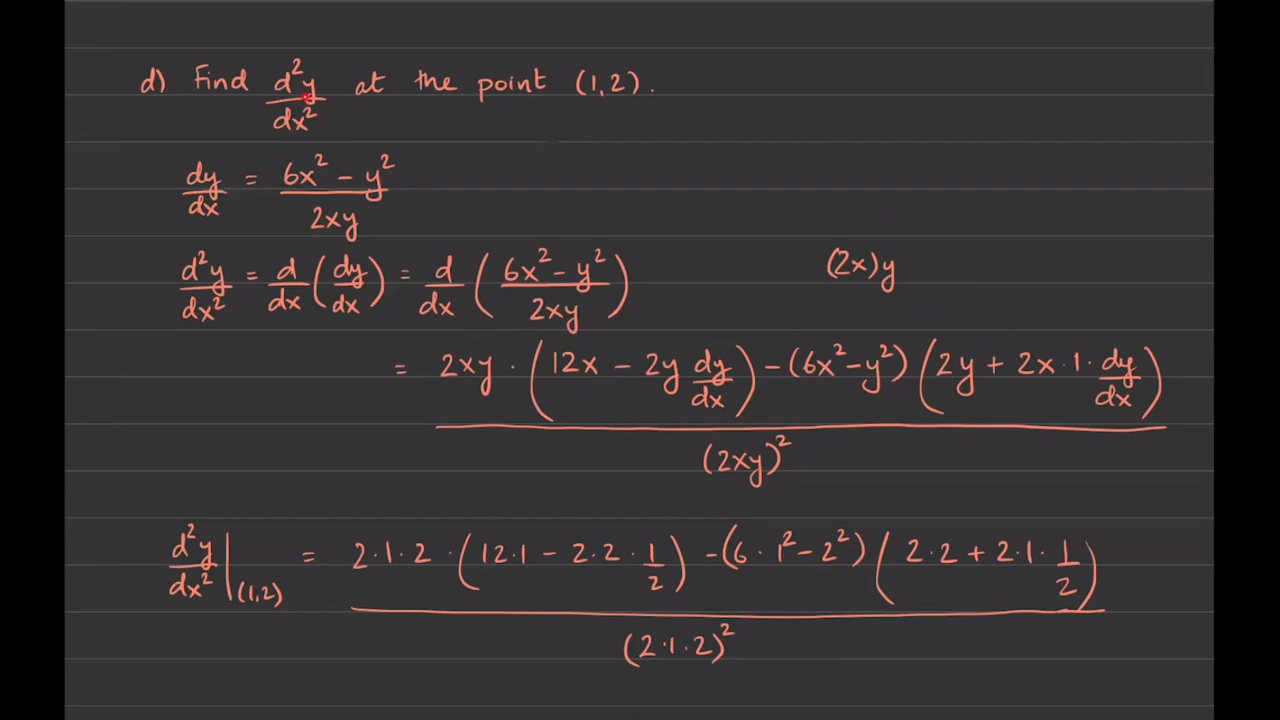 d) Find d²y/dx² at the point (1,2).
dy/dx = (6x² - y²)/(2xy)
d²y/dx² = d/dx (dy/dx) = d/dx ((6x² - y²)/(2xy)) (2x)y
= (2xy · (12x - 2y dy/dx) - (6x² - y²) (2y + 2x · 1 · dy/dx))/(2xy)²
d²y/dx² |(1,2) = (2·1·2 · (12·1 - 2·2 · 1/2) - (6 · 1² - 2²) (2·2 + 2·1 · 1/2))/(2·1·2)²